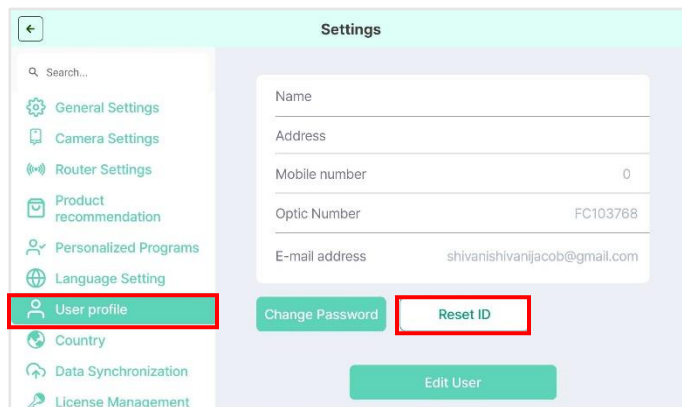 Settings
Search...
General Settings
Camera Settings
Router Settings
Product
recommendation
Personalized Programs
Language Setting
User profile
Country
Data Synchronization
License Management
Name
Address
Mobile number 0
Optic Number FC103768
E-mail address shivanishivanijacob@gmail.com
Change Password
Reset ID
Edit User